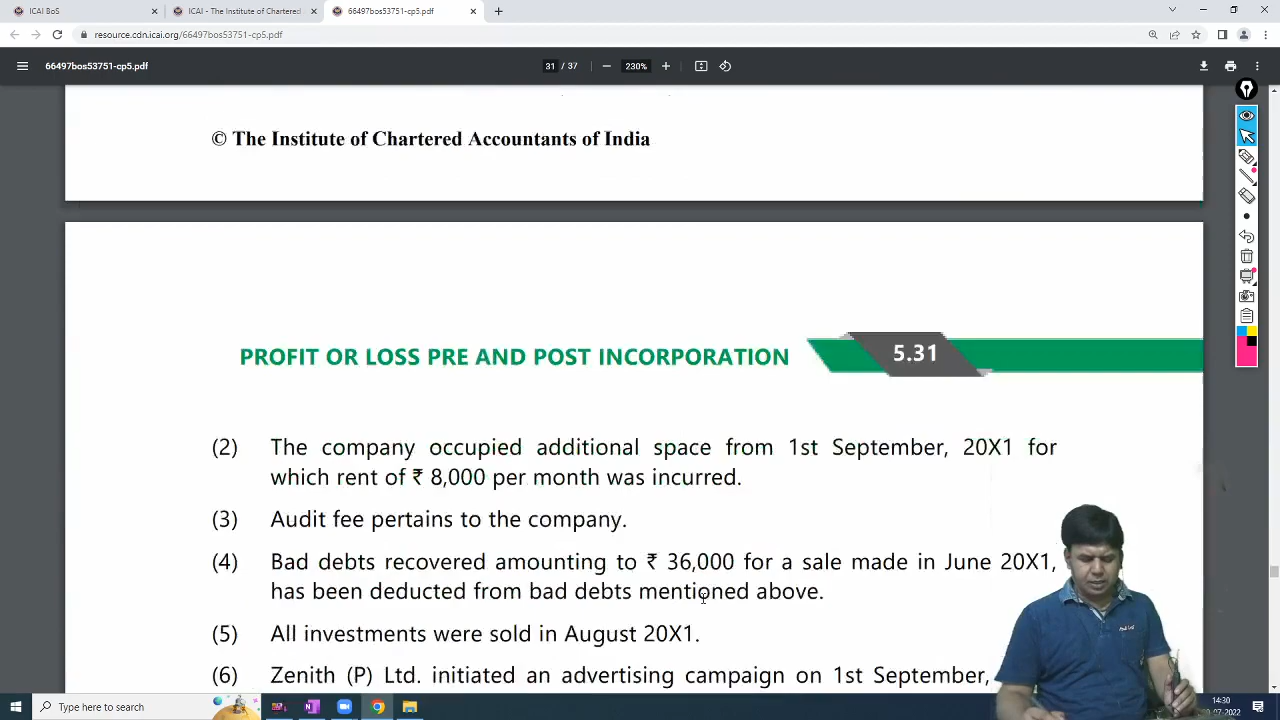 ICAI BoS
ICAI - The Institute of Chartered
66497bos53751-cp5.pdf
resource.cdn.icai.org/66497bos53751-cp5.pdf
66497bos53751-cp5.pdf
31 / 37
230%
© The Institute of Chartered Accountants of India
PROFIT OR LOSS PRE AND POST INCORPORATION
5.31
(2) The company occupied additional space from 1st September, 20X1 for
which rent of ₹ 8,000 per month was incurred.
(3) Audit fee pertains to the company.
(4) Bad debts recovered amounting to ₹ 36,000 for a sale made in June 20X1,
has been deducted from bad debts mentioned above.
(5) All investments were sold in August 20X1.
(6) Zenith (P) Ltd. initiated an advertising campaign on 1st September,
Type here to search
14:30
-07-2022